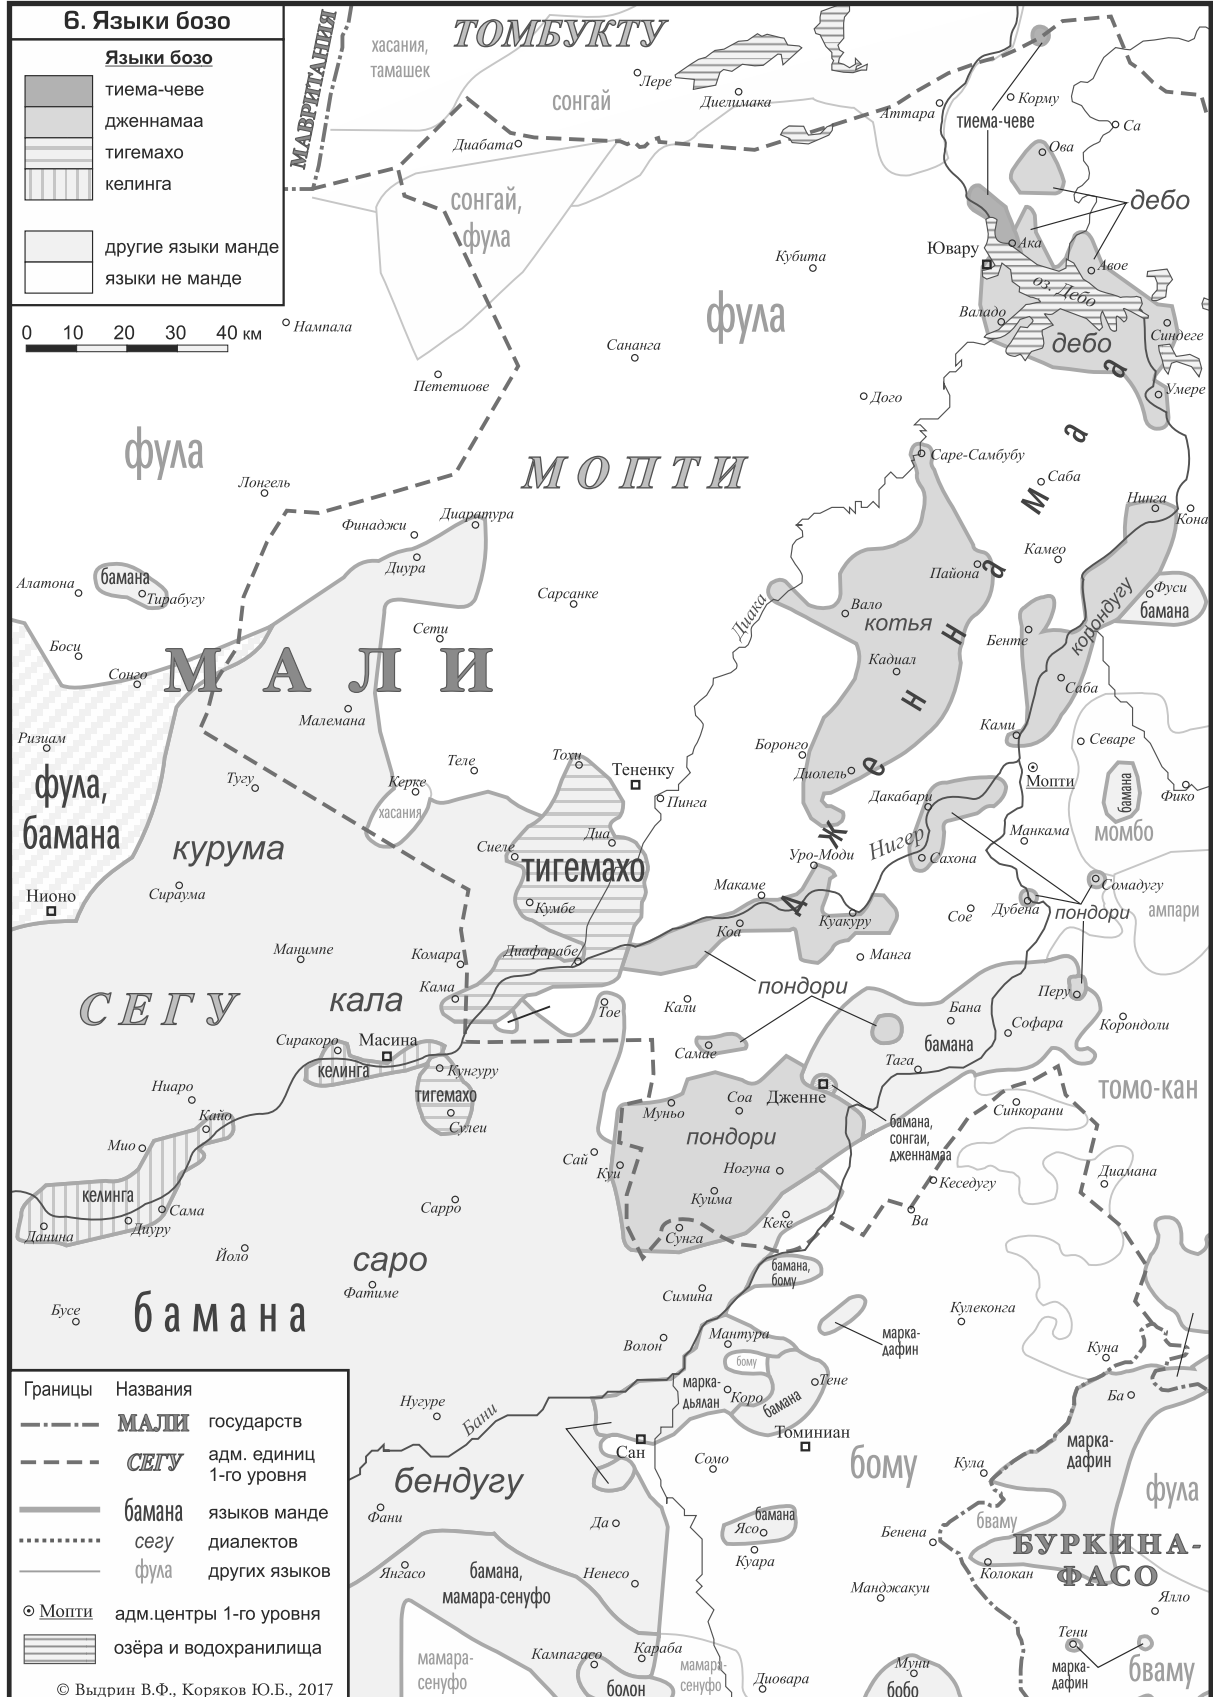 6. Языки бозо
Языки бозо
тиема-чеве
дженнамаа
тигемахо
келинга
другие языки манде
языки не манде
0 10 20 30 40 км
МАВРИТАНИЯ
хасания,
тамашек
ТОМБУКТУ
Лере
Диелимака
сонгай
Аттара
Корму
тиема-чеве
Са
Диабата
Ова
дебо
сонгай,
фула
Ака
Ювару
Авое
Кубита
оз. Дебо
фула
Валадо
Синдеге
дебо
Нампала
Сананга
Пететиове
Дого
Умере
фула
МОПТИ
Саре-Самбубу
Саба
Лонгель
Нинга
Кона
Финаджи
Диаратура
Диура
Камео
Пайона
Алатона
бамана
Тирабугу
Сарсанке
Диака
Вало
котья
Фуси
бамана
корондугу
Бенте
Сети
Боси
Сонго
МАЛИ
Кадиал
Саба
Дженнамаа
Малемана
Ками
Севаре
Ризиам
Боронго
Тохи
Теле
Тененку
Диолель
Мопти
Тугу
Керке
хасания
Пинга
Дакабари
бамана
Фико
фула,
бамана
курума
Диа
Сиеле
тигемахо
Нигер
Уро-Моди
Сахона
Манкама
момбо
Нионо
Сираума
Кумбе
Макаме
Сомадугу
Коа
Куакуру
Сое
Дубена
пондори
ампари
Манимпе
Комара
Диафарабе
Манга
СЕГУ
кала
Кама
пондори
Перу
Тое
Кали
Бана
Софара
Корондоли
Сиракоро
Масина
Самае
бамана
келинга
Кунгуру
Тага
томо-кан
Ниаро
тигемахо
Муньо
Соа
Дженне
Синкорани
Кайо
Сулеи
пондори
бамана,
сонгаи,
дженнамаа
Мио
Сай
Куи
Ногуна
Диамана
келинга
Куима
Кеседугу
Данина
Диуру
Сама
Сарро
Сунга
Кеке
Ва
Йоло
саро
бамана,
бому
Фатиме
Бусе
бамана
Симина
Кулеконга
Волон
Мантура
марка-
дафин
Куна
бому
Границы Названия
МАЛИ государств
СЕГУ адм. единиц
1-го уровня
бамана языков манде
сегу диалектов
фула других языков
Мопти адм.центры 1-го уровня
озёра и водохранилища
© Выдрин В.Ф., Коряков Ю.Б., 2017
Нугуре
Бани
марка-
дьялан
Коро
бамана
Тене
Ба
Сан
Томиниан
марка-
дафин
бендугу
Сомо
бому
Кула
фула
Фани
Да
бамана
Ясо
Куара
Бенена
бваму
БУРКИНА-
ФАСО
Янгасо
бамана,
мамара-сенуфо
Ненесо
Колокан
Манджакуи
Ялло
Тени
марка-
дафин
бваму
мамара-
сенуфо
Кампагасо
Караба
болон
мамара-
сенуфо
Диовара
Муни
бобо